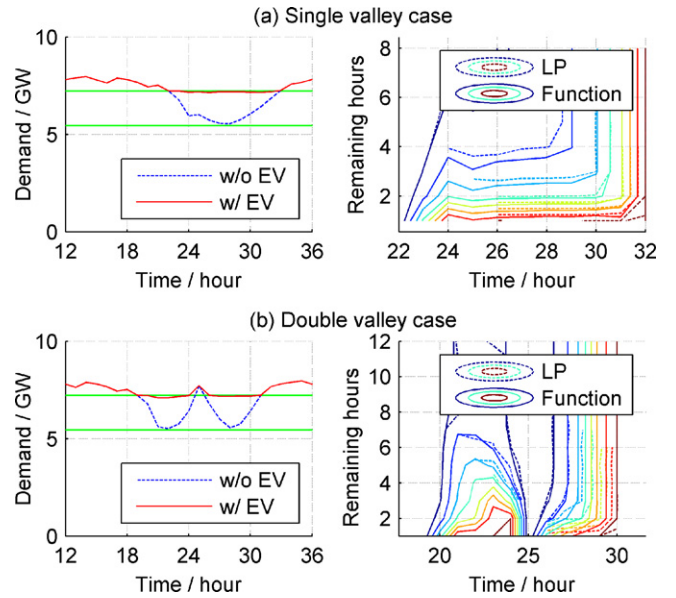 (a) Single valley case
Demand / GW
10
5
0
w/o EV
w/ EV
12 18 24 30 36
Time / hour
Remaining hours
8
6
4
2
LP
Function
22 24 26 28 30 32
Time / hour
(b) Double valley case
Demand / GW
10
5
0
w/o EV
w/ EV
12 18 24 30 36
Time / hour
Remaining hours
12
10
8
6
4
2
LP
Function
20 25 30
Time / hour